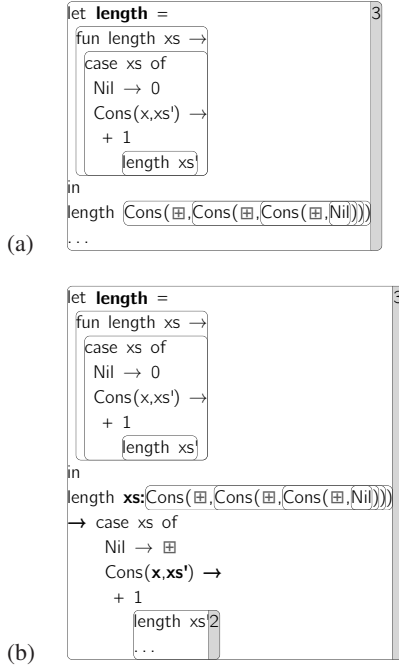 let length = 3
fun length xs →
case xs of
Nil → 0
Cons(x,xs') →
+ 1
length xs'
in
length Cons(⊞,Cons(⊞,Cons(⊞,Nil)))
(a) ...
let length = 3
fun length xs →
case xs of
Nil → 0
Cons(x,xs') →
+ 1
length xs'
in
length xs:Cons(⊞,Cons(⊞,Cons(⊞,Nil)))
→ case xs of
Nil → ⊞
Cons(x,xs') →
+ 1
length xs' 2
(b) ...